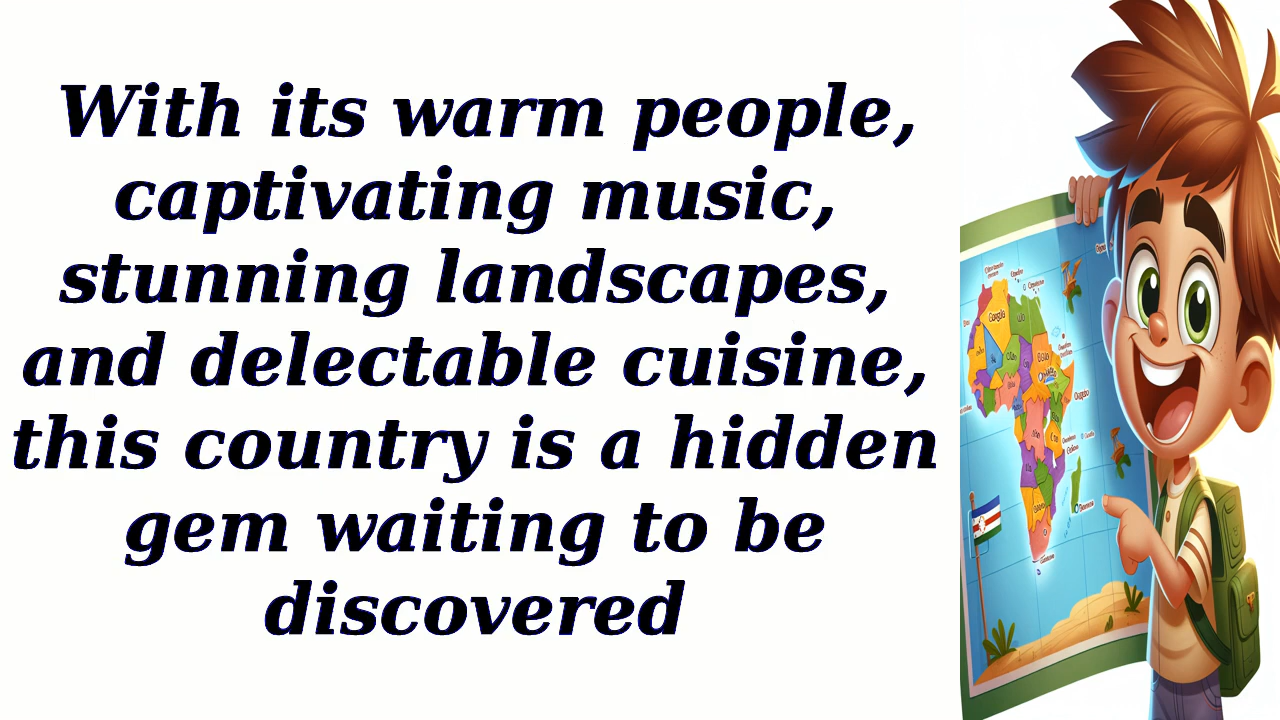 With its warm people,
captivating music,
stunning landscapes,
and delectable cuisine,
this country is a hidden
gem waiting to be
discovered